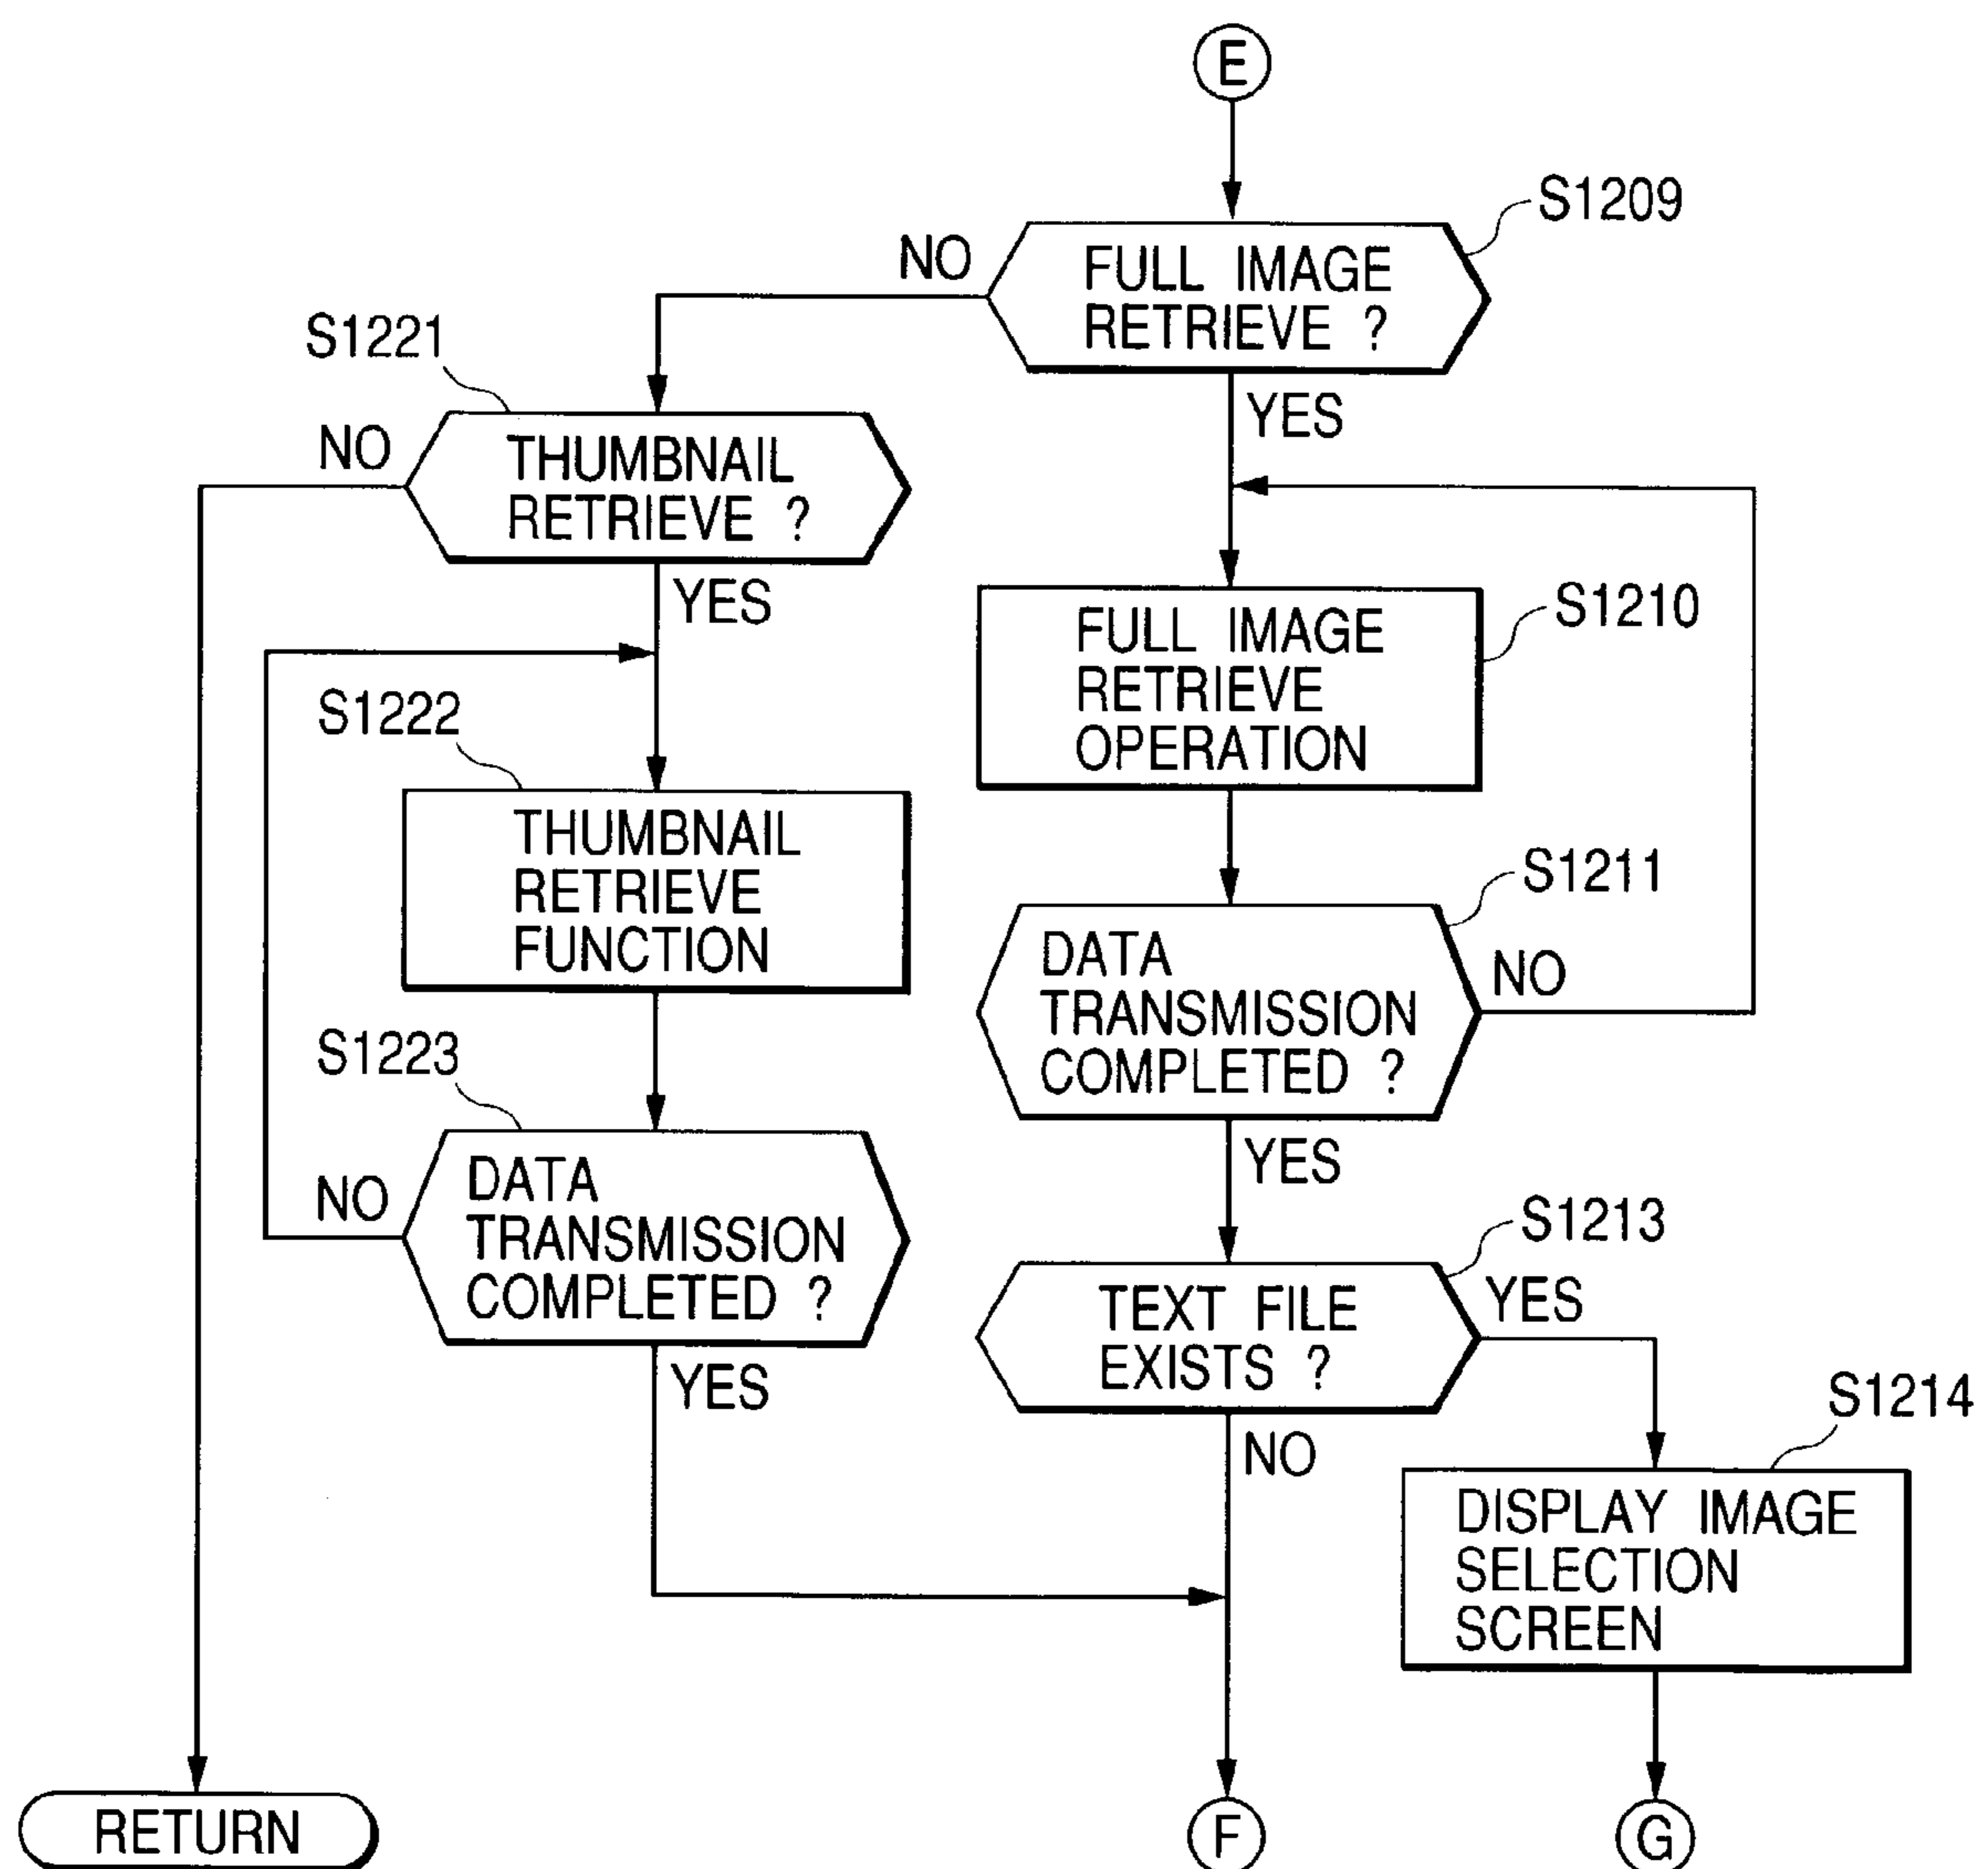 E
S1209
NO
FULL IMAGE
RETRIEVE ?
YES
S1221
NO
THUMBNAIL
RETRIEVE ?
YES
S1210
FULL IMAGE
RETRIEVE
OPERATION
S1222
THUMBNAIL
RETRIEVE
FUNCTION
S1211
DATA
TRANSMISSION
COMPLETED ?
NO
YES
S1223
NO
DATA
TRANSMISSION
COMPLETED ?
YES
S1213
TEXT FILE
EXISTS ?
YES
NO
S1214
DISPLAY IMAGE
SELECTION
SCREEN
RETURN
F
G